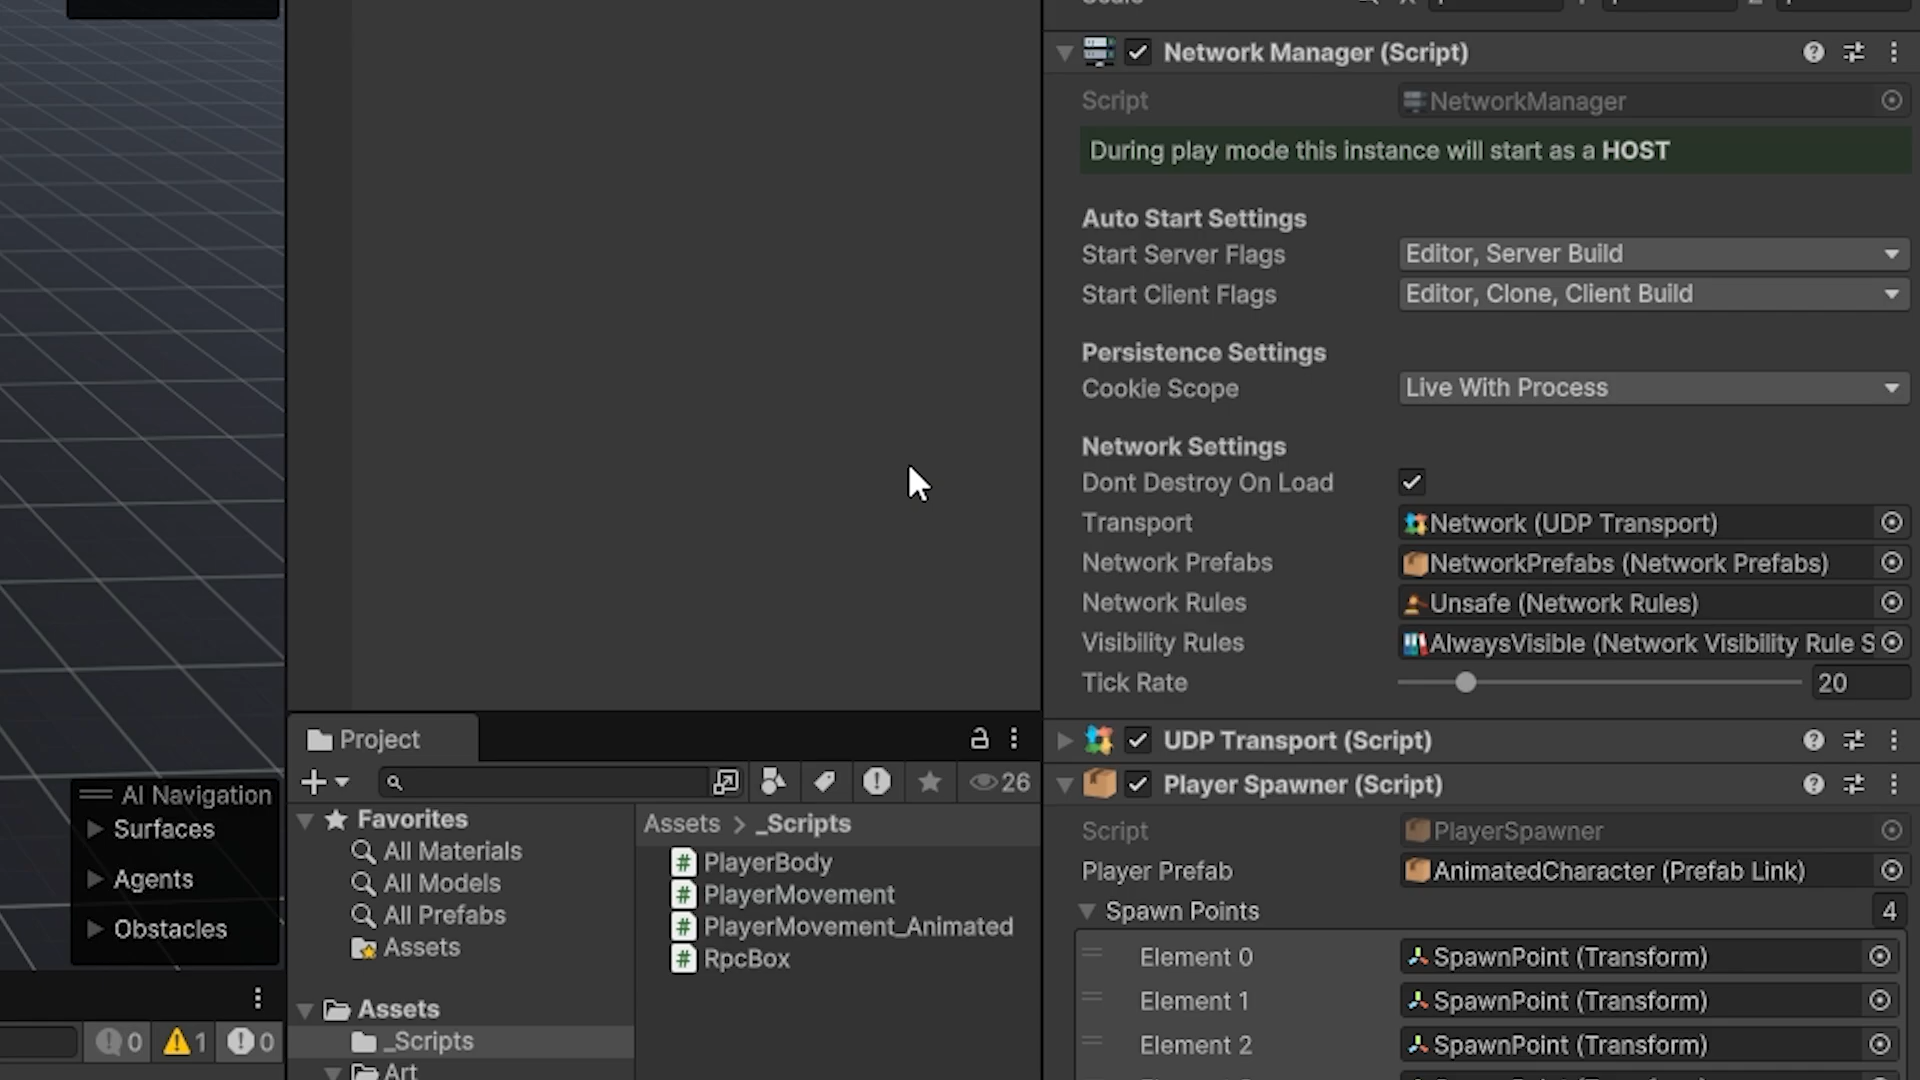 Network Manager (Script)
Script
NetworkManager
During play mode this instance will start as a HOST
Auto Start Settings
Start Server Flags
Editor, Server Build
Start Client Flags
Editor, Clone, Client Build
Persistence Settings
Cookie Scope
Live With Process
Network Settings
Dont Destroy On Load
Transport
Network (UDP Transport)
Network Prefabs
NetworkPrefabs (Network Prefabs)
Network Rules
Unsafe (Network Rules)
Visibility Rules
AlwaysVisible (Network Visibility Rule S
Tick Rate
20
UDP Transport (Script)
Player Spawner (Script)
Script
PlayerSpawner
Player Prefab
AnimatedCharacter (Prefab Link)
Spawn Points
4
Element 0
SpawnPoint (Transform)
Element 1
SpawnPoint (Transform)
Element 2
SpawnPoint (Transform)
Project
26
Favorites
All Materials
All Models
All Prefabs
Assets
Assets
_Scripts
Art
Assets > _Scripts
PlayerBody
PlayerMovement
PlayerMovement_Animated
RpcBox
AI Navigation
Surfaces
Agents
Obstacles
0
1
0